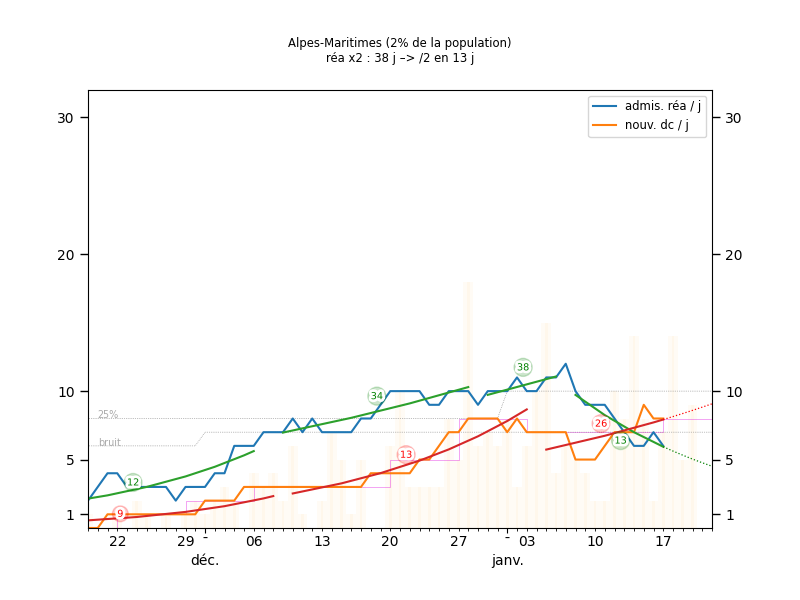 Alpes-Maritimes (2% de la population)
réa x2 : 38 j –> /2 en 13 j
admis. réa / j
nouv. dc / j
30
30
20
20
10
10
5
5
1
1
25%
bruit
12
9
34
13
38
26
13
22 29 - 06 13 20 27 - 03 10 17
déc. janv.